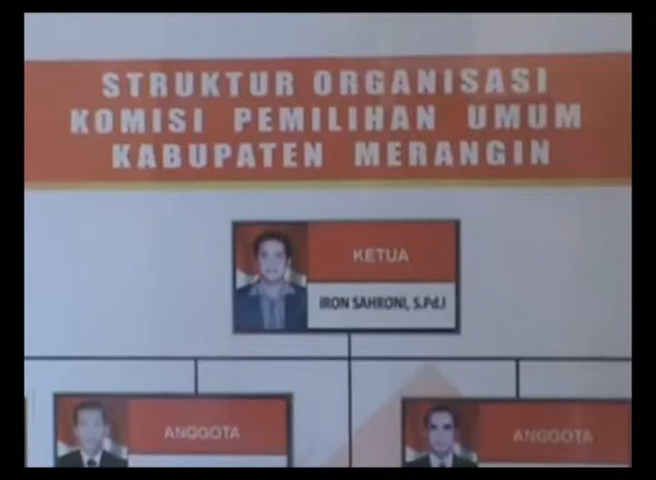 STRUKTUR ORGANISASI
KOMISI PEMILIHAN UMUM
KABUPATEN MERANGIN
KETUA
IRON SAHRONI, S.Pd.I
ANGGOTA
ANGGOTA